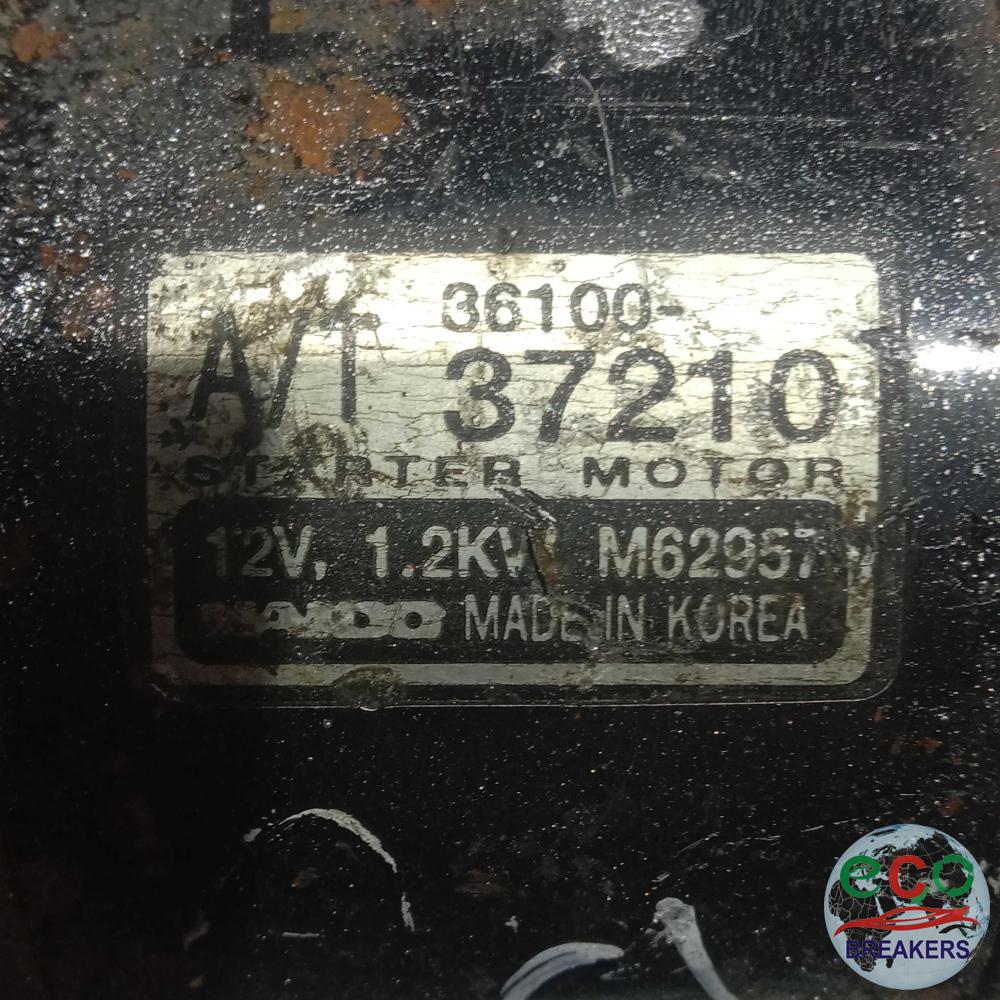 36100-
A/T 37210
STARTER MOTOR
12V, 1.2KW M62957
MADE IN KOREA
eco
BREAKERS